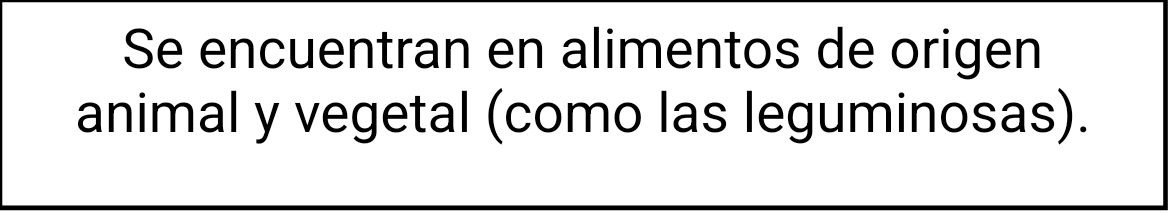 Se encuentran en alimentos de origen
animal y vegetal (como las leguminosas).